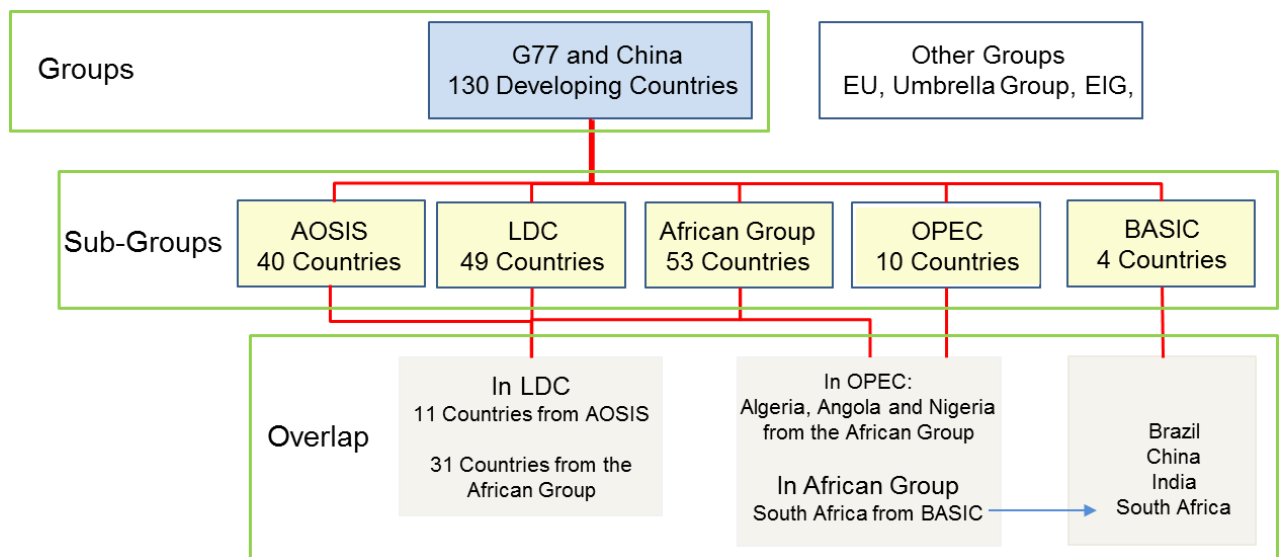 Groups
G77 and China
130 Developing Countries
Other Groups
EU, Umbrella Group, EIG,
Sub-Groups
AOSIS
40 Countries
LDC
49 Countries
African Group
53 Countries
OPEC
10 Countries
BASIC
4 Countries
Overlap
In LDC
11 Countries from AOSIS
31 Countries from the
African Group
In OPEC:
Algeria, Angola and Nigeria
from the African Group
In African Group
South Africa from BASIC
Brazil
China
India
South Africa